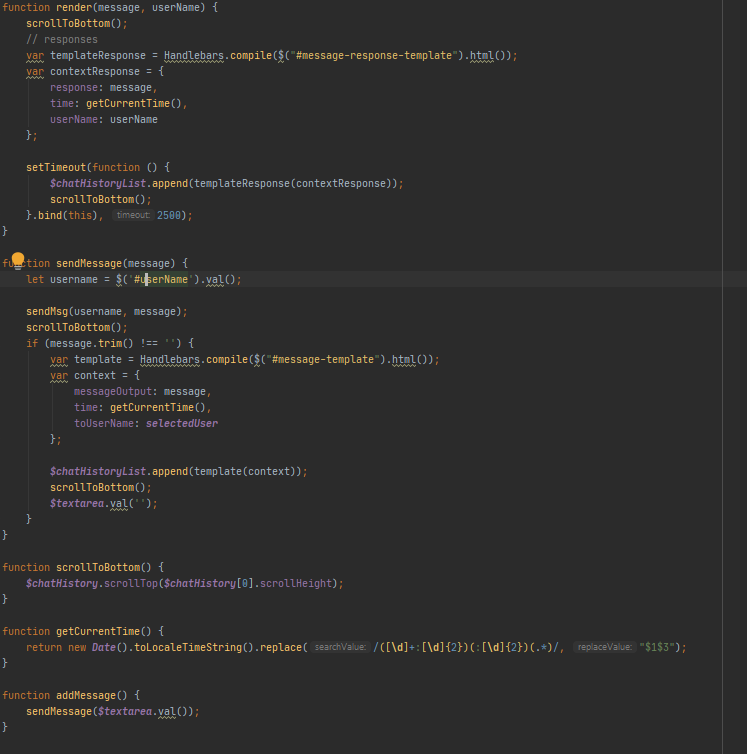 function render(message, userName) {
    scrollToBottom();
    // responses
    var templateResponse = Handlebars.compile($("#message-response-template").html());
    var contextResponse = {
        response: message,
        time: getCurrentTime(),
        userName: userName
    };
    setTimeout(function () {
        $chatHistoryList.append(templateResponse(contextResponse));
        scrollToBottom();
    }.bind(this), timeout: 2500);
}
function sendMessage(message) {
    let username = $('#userName').val();
    sendMsg(username, message);
    scrollToBottom();
    if (message.trim() !== '') {
        var template = Handlebars.compile($("#message-template").html());
        var context = {
            messageOutput: message,
            time: getCurrentTime(),
            toUserName: selectedUser
        };
        $chatHistoryList.append(template(context));
        scrollToBottom();
        $textarea.val('');
    }
}
function scrollToBottom() {
    $chatHistory.scrollTop($chatHistory[0].scrollHeight);
}
function getCurrentTime() {
    return new Date().toLocaleTimeString().replace( searchValue: /([\d]+:[\d]{2})(:[\d]{2})(.*)/, replaceValue: "$1$3");
}
function addMessage() {
    sendMessage($textarea.val());
}